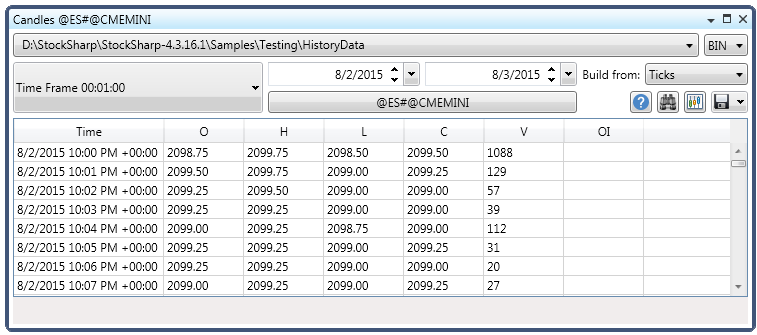 Candles @ES#@CMEMINI
D:\StockSharp\StockSharp-4.3.16.1\Samples\Testing\HistoryData BIN
Time Frame 00:01:00 8/2/2015 8/3/2015 Build from: Ticks
@ES#@CMEMINI
Time O H L C V OI
8/2/2015 10:00 PM +00:00 2098.75 2099.75 2098.50 2099.50 1088
8/2/2015 10:01 PM +00:00 2099.50 2099.75 2099.00 2099.25 129
8/2/2015 10:02 PM +00:00 2099.25 2099.50 2099.00 2099.00 57
8/2/2015 10:03 PM +00:00 2099.25 2099.25 2099.00 2099.00 39
8/2/2015 10:04 PM +00:00 2099.00 2099.25 2098.75 2099.00 112
8/2/2015 10:05 PM +00:00 2099.25 2099.25 2099.00 2099.25 31
8/2/2015 10:06 PM +00:00 2099.25 2099.25 2099.00 2099.00 20
8/2/2015 10:07 PM +00:00 2099.00 2099.25 2099.00 2099.25 27